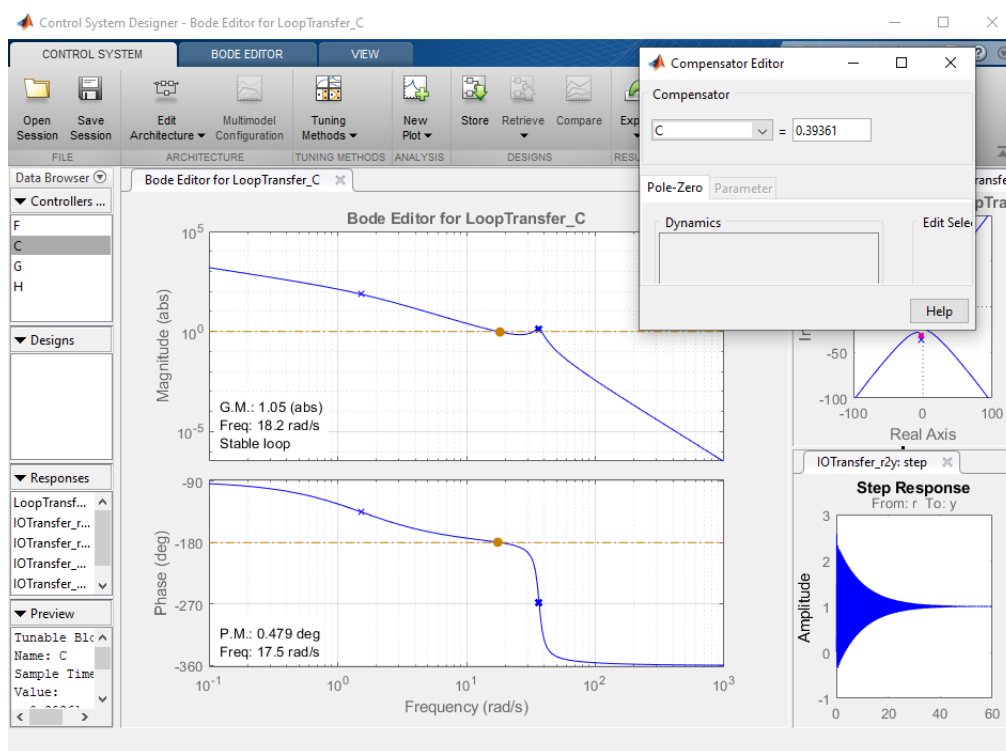 Control System Designer - Bode Editor for LoopTransfer_C
CONTROL SYSTEM
BODE EDITOR
VIEW
Open Session
Save Session
Edit Architecture
Multimodel Configuration
Tuning Methods
New Plot
Store
Retrieve
Compare
Exp
FILE
ARCHITECTURE
TUNING METHODS
ANALYSIS
DESIGNS
RESU
Data Browser
Controllers ...
F
C
G
H
Designs
Responses
LoopTransf...
IOTransfer_r...
IOTransfer_r...
IOTransfer_...
IOTransfer_...
Preview
Tunable Blo
Name: C
Sample Time
Value:
Bode Editor for LoopTransfer_C
Bode Editor for LoopTransfer_C
10^5
10^0
10^-5
Magnitude (abs)
G.M.: 1.05 (abs)
Freq: 18.2 rad/s
Stable loop
-90
-180
-270
-360
Phase (deg)
P.M.: 0.479 deg
Freq: 17.5 rad/s
10^-1
10^0
10^1
10^2
10^3
Frequency (rad/s)
Compensator Editor
Compensator
C
= 0.39361
Pole-Zero
Parameter
Dynamics
Edit Selec
Help
-50
-100
-100
0
100
Real Axis
IOTransfer_r2y: step
Step Response
From: r To: y
3
2
1
0
-1
Amplitude
0
20
40
60